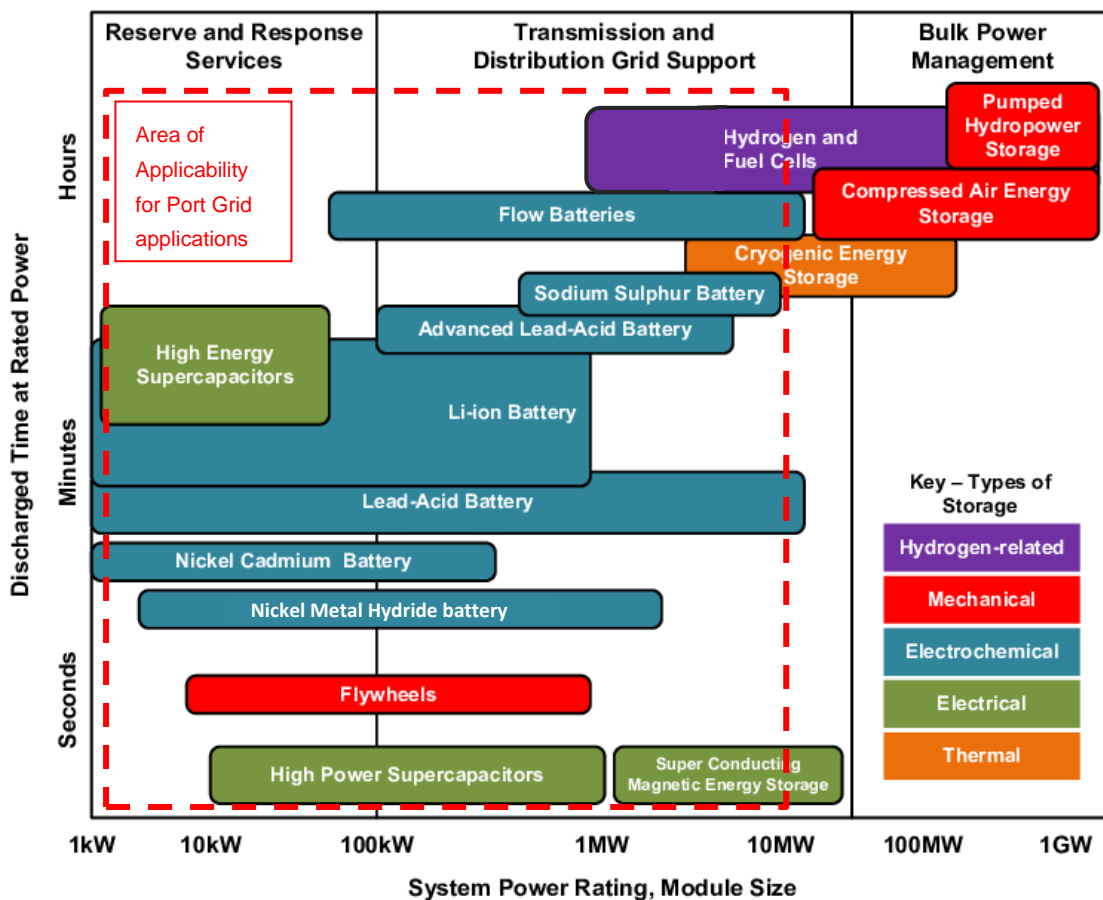 Reserve and Response
Services
Transmission and
Distribution Grid Support
Bulk Power
Management
Area of
Applicability
for Port Grid
applications
Hydrogen and
Fuel Cells
Pumped
Hydropower
Storage
Compressed Air Energy
Storage
Flow Batteries
Cryogenic Energy
Storage
Sodium Sulphur Battery
Advanced Lead-Acid Battery
High Energy
Supercapacitors
Li-ion Battery
Lead-Acid Battery
Nickel Cadmium Battery
Nickel Metal Hydride battery
Flywheels
High Power Supercapacitors
Super Conducting
Magnetic Energy Storage
Key – Types of
Storage
Hydrogen-related
Mechanical
Electrochemical
Electrical
Thermal
Discharged Time at Rated Power
Hours
Minutes
Seconds
1kW 10kW 100kW 1MW 10MW 100MW 1GW
System Power Rating, Module Size